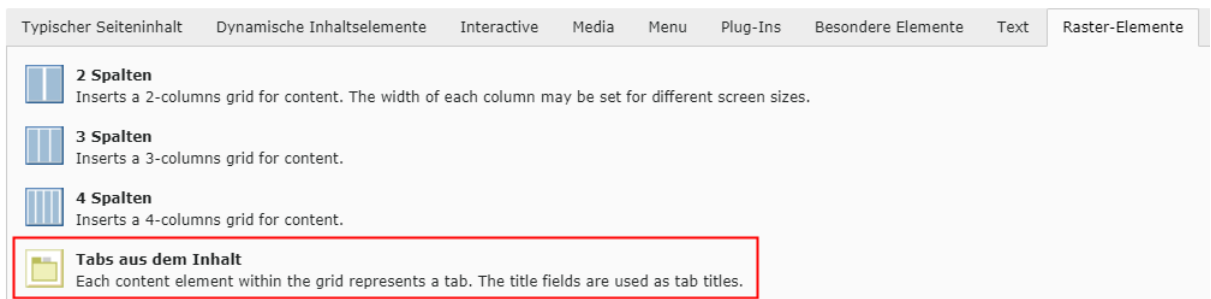 Typischer Seiteninhalt Dynamische Inhaltselemente Interactive Media Menu Plug-Ins Besondere Elemente Text Raster-Elemente
2 Spalten
Inserts a 2-columns grid for content. The width of each column may be set for different screen sizes.
3 Spalten
Inserts a 3-columns grid for content.
4 Spalten
Inserts a 4-columns grid for content.
Tabs aus dem Inhalt
Each content element within the grid represents a tab. The title fields are used as tab titles.